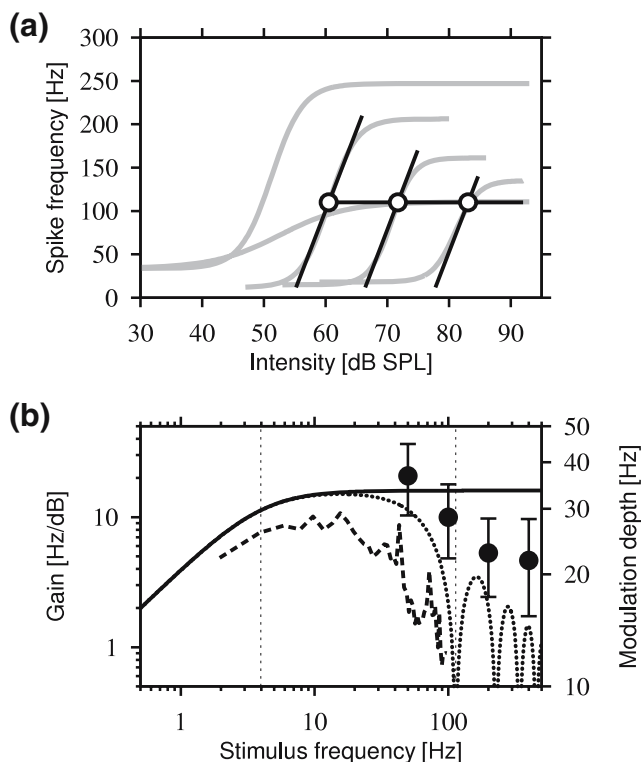 (a)
300
250
200
150
100
50
0
Spike frequency [Hz]
30 40 50 60 70 80 90
Intensity [dB SPL]
(b)
10
1
Gain [Hz/dB]
50
40
30
20
10
Modulation depth [Hz]
1 10 100
Stimulus frequency [Hz]